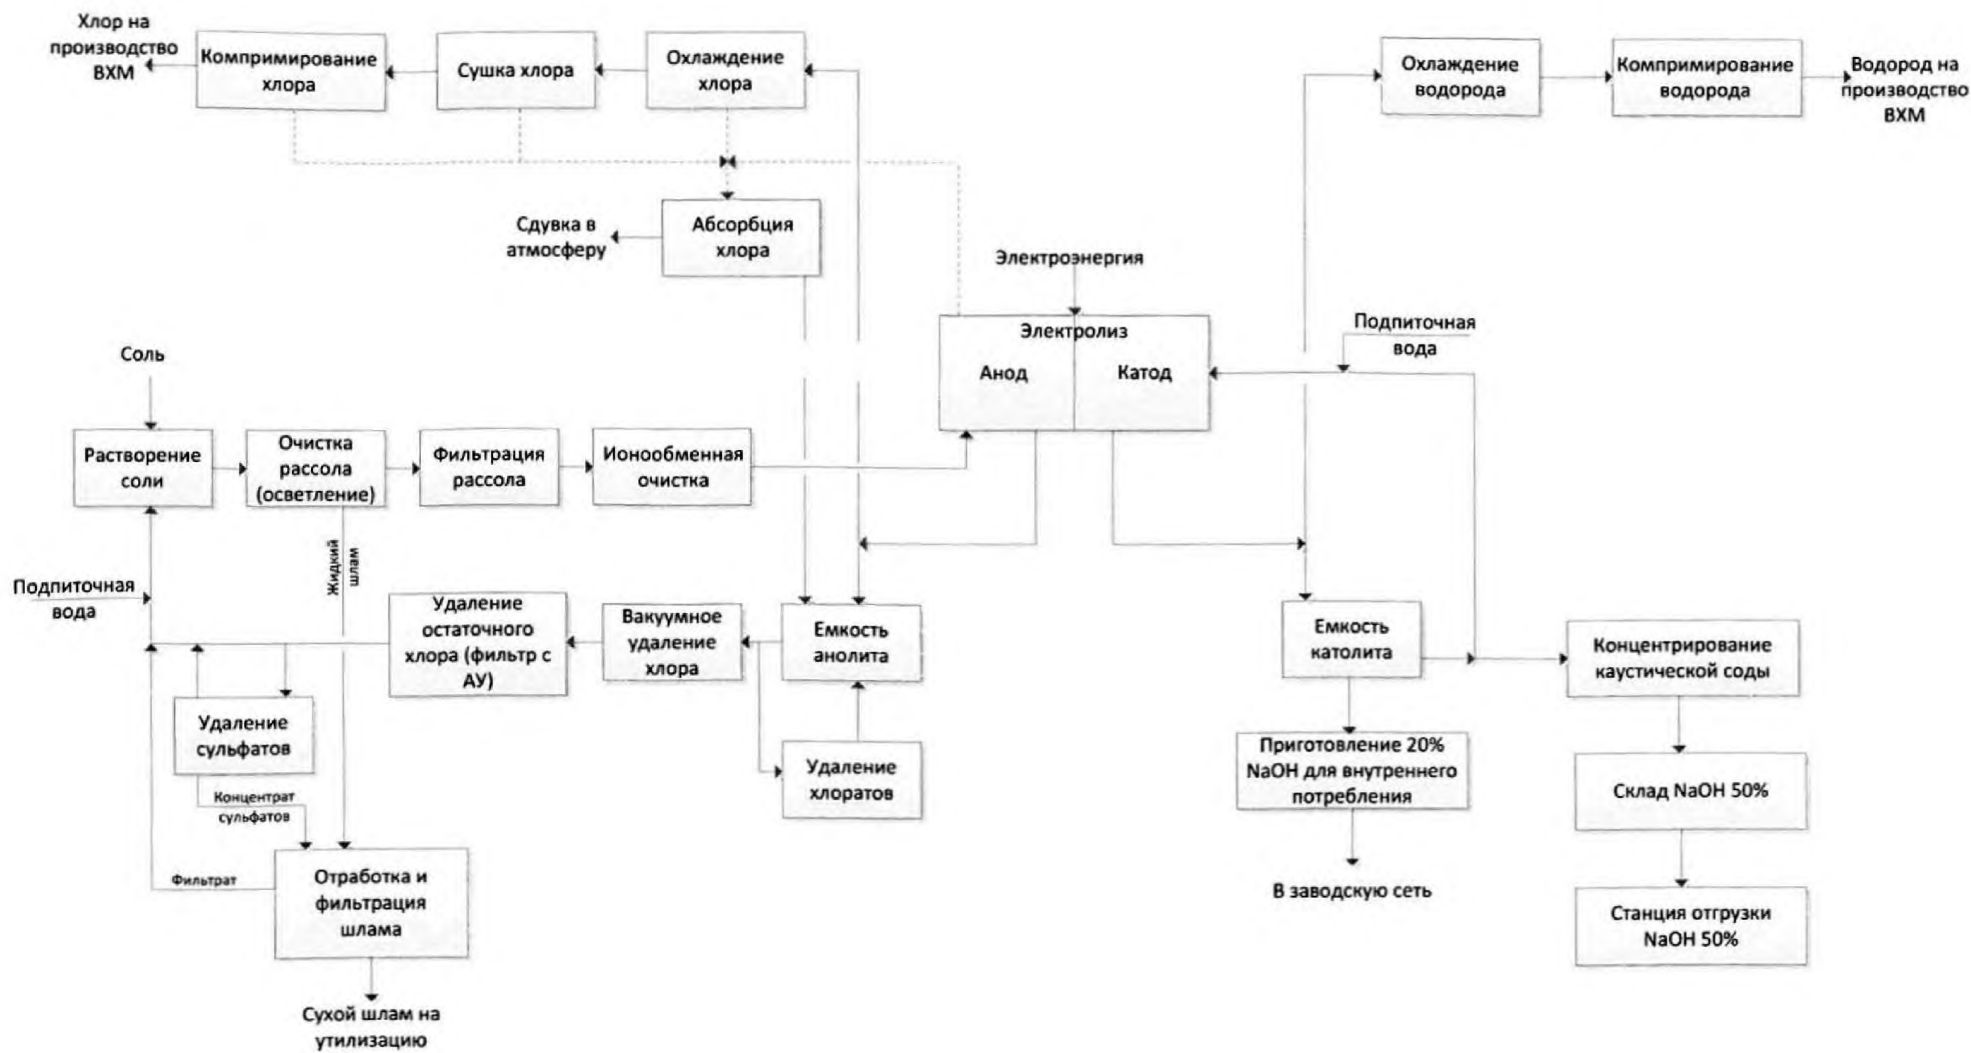 Хлор на
производство
ВХМ
Компримирование
хлора
Сушка хлора
Охлаждение
хлора
Охлаждение
водорода
Компримирование
водорода
Водород на
производство
ВХМ
Сдувка в
атмосферу
Абсорбция
хлора
Электроэнергия
Электролиз
Анод
Катод
Подпиточная
вода
Соль
Растворение
соли
Очистка
рассола
(осветление)
Фильтрация
рассола
Ионообменная
очистка
Жидкий
шлам
Подпиточная
вода
Удаление
остаточного
хлора (фильтр с
АУ)
Вакуумное
удаление
хлора
Емкость
анолита
Емкость
католита
Концентрирование
каустической соды
Удаление
сульфатов
Удаление
хлоратов
Приготовление 20%
NaOH для внутреннего
потребления
Склад NaOH 50%
Концентрат
сульфатов
Фильтрат
Отработка и
фильтрация
шлама
В заводскую сеть
Станция отгрузки
NaOH 50%
Сухой шлам на
утилизацию